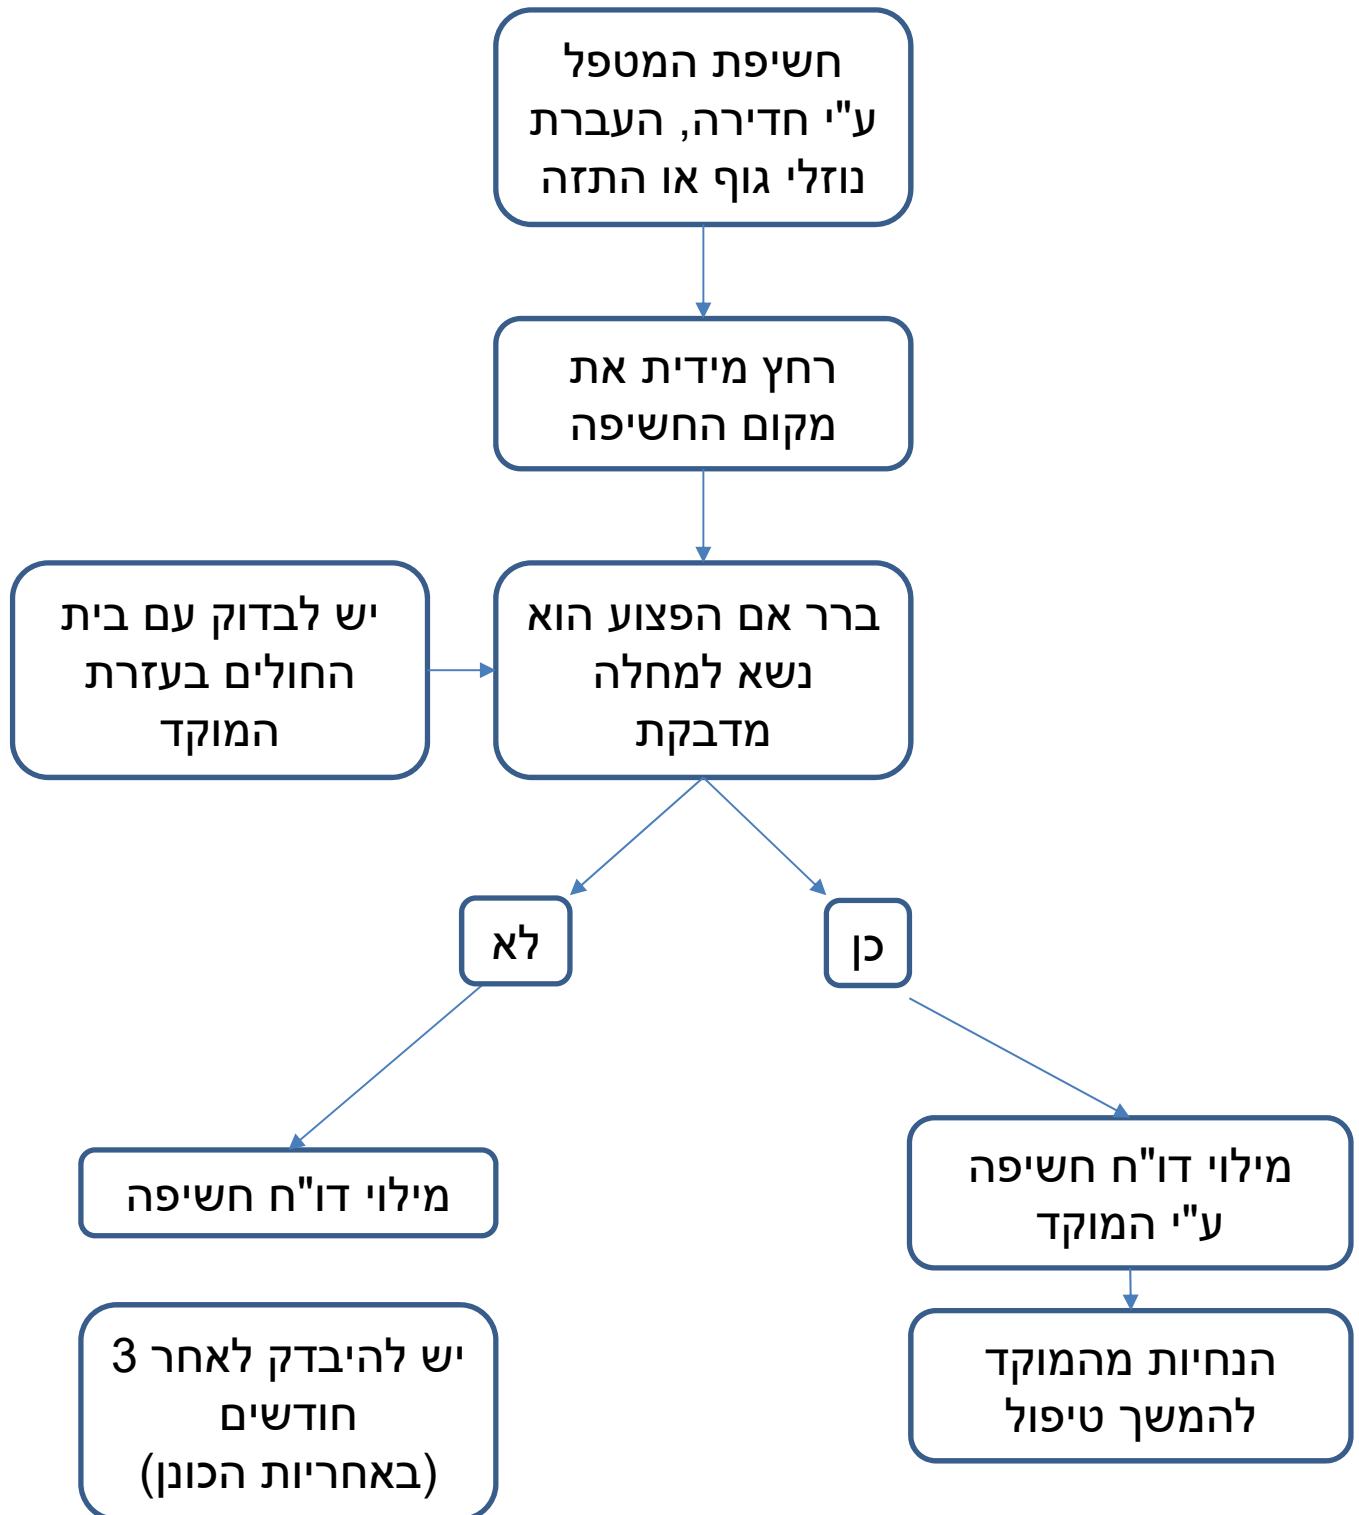 חשיפת המטפל
ע"י חדירה, העברת
נוזלי גוף או התזה
רחץ מידית את
מקום החשיפה
ברר אם הפצוע הוא
נשא למחלה
מדבקת
יש לבדוק עם בית
החולים בעזרת
המוקד
כן
לא
מילוי דו"ח חשיפה
ע"י המוקד
הנחיות מהמוקד
להמשך טיפול
מילוי דו"ח חשיפה
יש להיבדק לאחר 3
חודשים
(באחריות הכונן)